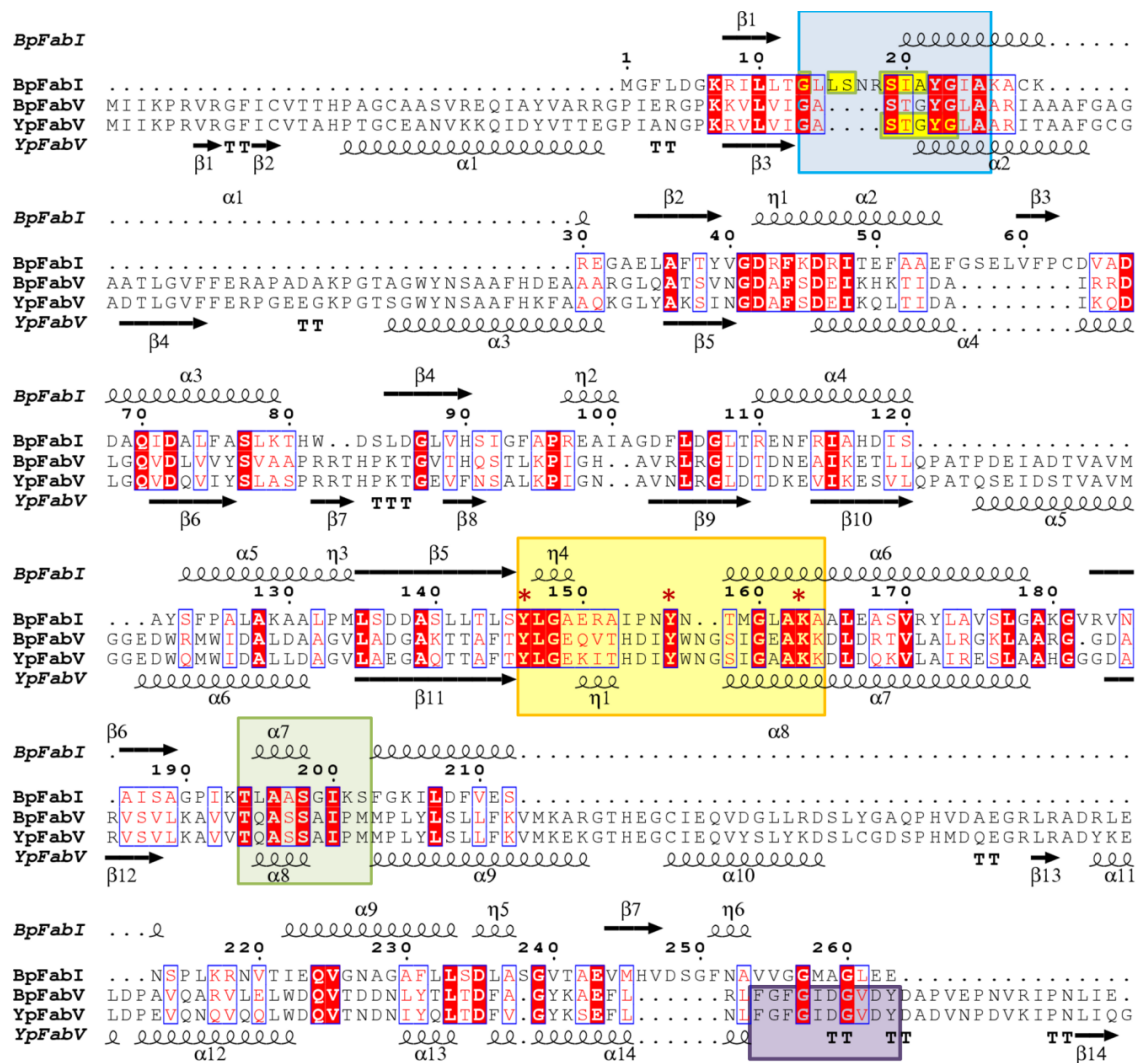 β1
BpFabI
1 10 20
BpFabI MGFLDGKRILLTGLLSNRSIAYGIAKACK......
BpFabV MIIKPRVRGFICVTTHPAGCAASVREQIAYVARRGPIERGPKKVLVIGA....STGYGLAARIAAAFGAG
YpFabV MIIKPRVRGFICVTAHPTGCEANVKKQIDYVTTEGPIANGPKRVLVIGA....STGYGLAARITAAFGCG
YpFabV TT TT
β1 β2 α1 β3 α2
α1 β2 η1 α2 β3
BpFabI
30 40 50 60
BpFabI ................................REGAELAFTYVGDRFKDRITEFAAEFGSELVFPCDVAD
BpFabV AATLGVFFERAPADAKPGTAGWYNSAAFHDEAAARGLQATSVNGDAFSDEIKHKTIDA........IRRD
YpFabV ADTLGVFFERPGEEGKPGTSGWYNSAAFHKFAAQKGLYAKSINGDAFSDEIKQLTIDA........IKQD
YpFabV TT
β4 α3 β5 α4
α3 β4 η2 α4
BpFabI
70 80 90 100 110 120
BpFabI DAQIDALFASLKTHW..DSLDGLVHSIGFAPREAIAGDFLDGLTRENFRIAHDIS...............
BpFabV LGQVDLVVYSVAAPRRTHPKTGVTHQSTLKPIGH..AVRLRGIDTDNEAIKETLLQPATPDEIADTVAVM
YpFabV LGQVDQVIYSLASPRRTHPKTGEVFNSALKPIGN..AVNLRGLDTDKEVIKESVLQPATQSEIDSTVAVM
YpFabV TTT
β6 β7 β8 β9 β10 α5
α5 η3 β5 η4 α6
BpFabI
130 140 * 150 * 160 * 170 180
BpFabI ...AYSFPALAKAALPMLSDDASLLTLSYLGAERAIPNYN..TMGLAKAALEASVRYLAVSLGAKGVRVN
BpFabV GGEDWRMWIDALDAAGVLADGAKTTAFTYLGEQVTHDIYWNGSIGEAKKDLDRTVLALRGKLAARG.GDA
YpFabV GGEDWQMWIDALLDAGVLAEGAQTTAFTYLGEKITHDIYWNGSIGAAKKDLDQKVLAIRESLAAHGGGDA
YpFabV
α6 β11 η1 α7
β6 α7 α8
BpFabI
190 200 210
BpFabI .AISAGPIKTLAASGIKSFGKILDFVES..........................................
BpFabV RVSVLKAVVTQASSAIPMMPLYLSLLFKVMKARGTHEGCIEQVDGLLRDSLYGAQPHVDAEGRLRADRLE
YpFabV RVSVLKAVVTQASSAIPMMPLYLSLLFKVMKEKGTHEGCIEQVYSLYKDSLCGDSPHMDQEGRLRADYKE
YpFabV TT
β12 α8 α9 α10 β13 α11
α9 η5 β7 η6
BpFabI
220 230 240 250 260
BpFabI ...NSPLKRNVTIEQVGNAGAFLLSDLASGVTAEVMHVDSGFNAVVGGMAGLEE
BpFabV LDPAVQARVLELWDQVTDDNLYTLTDFA.GYKAEFL.......RLFGFGIDGVDYDAPVEPNVRIPNLIE.
YpFabV LDPEVQNQVQQLWDQVTNDNIYQLTDFV.GYKSEFL.......NLFGFGIDGVDYDADVNPDVKIPNLIQG
YpFabV TT TT TT
α12 α13 α14 β14